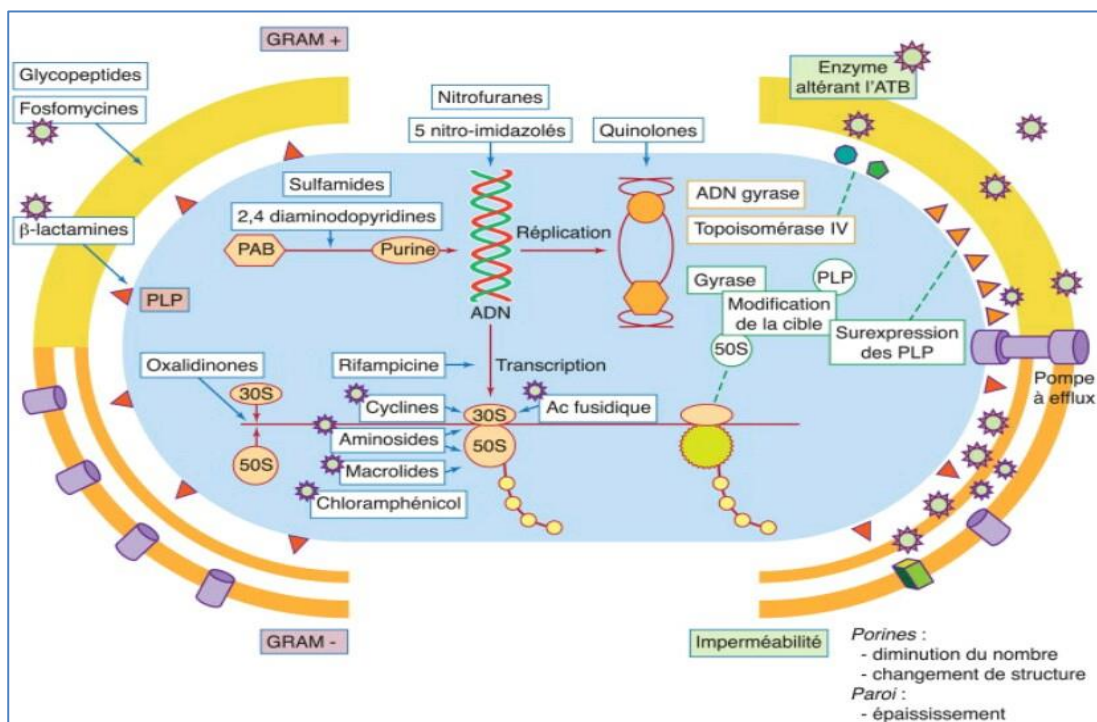 GRAM +
Glycopeptides
Fosfomycines
β-lactamines
PLP
Nitrofuranes
5 nitro-imidazolés
Quinolones
Sulfamides
2,4 diaminodopyridines
PAB
Purine
Réplication
ADN
ADN gyrase
Topoisomérase IV
Enzyme
altérant l'ATB
Gyrase
PLP
Modification
de la cible
50S
Surexpression
des PLP
Pompe
à efflux
Oxalidinones
30S
50S
Rifampicine
Transcription
Cyclines
30S
Ac fusidique
Aminosides
50S
Macrolides
Chloramphénicol
GRAM -
Imperméabilité
Porines :
- diminution du nombre
- changement de structure
Paroi :
- épaississement